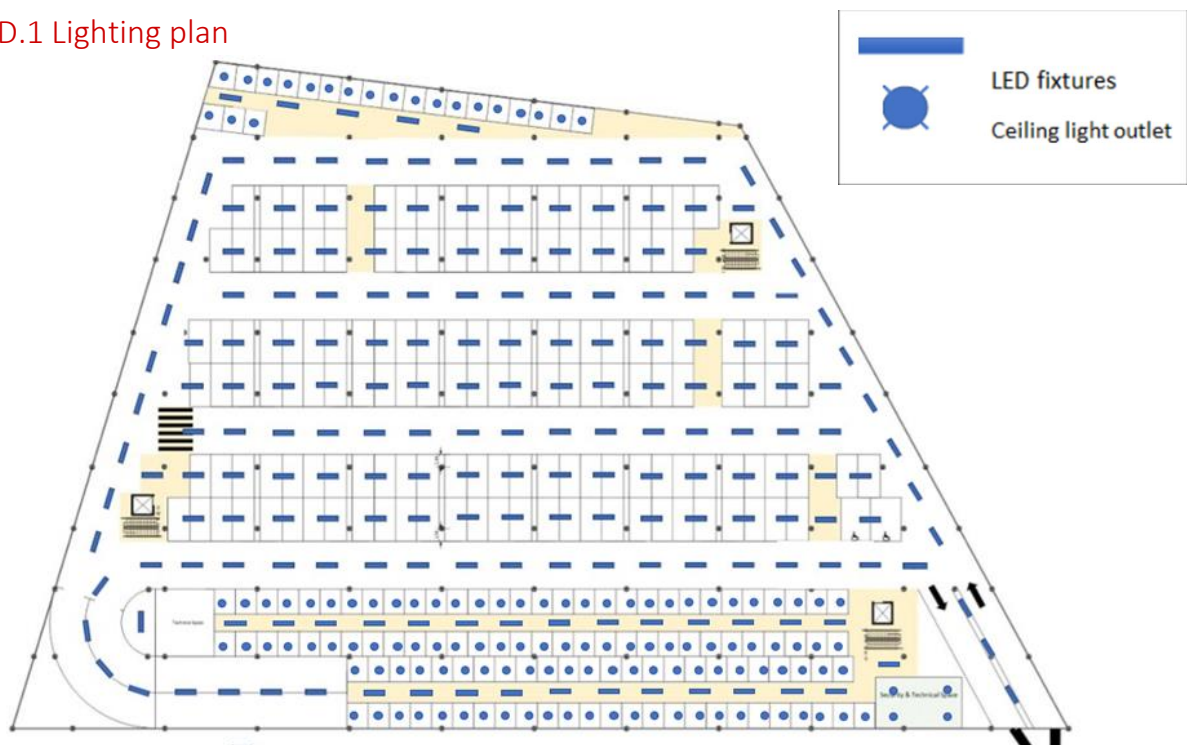 D.1 Lighting plan
LED fixtures
Ceiling light outlet
Technical Space
Security & Technical Space